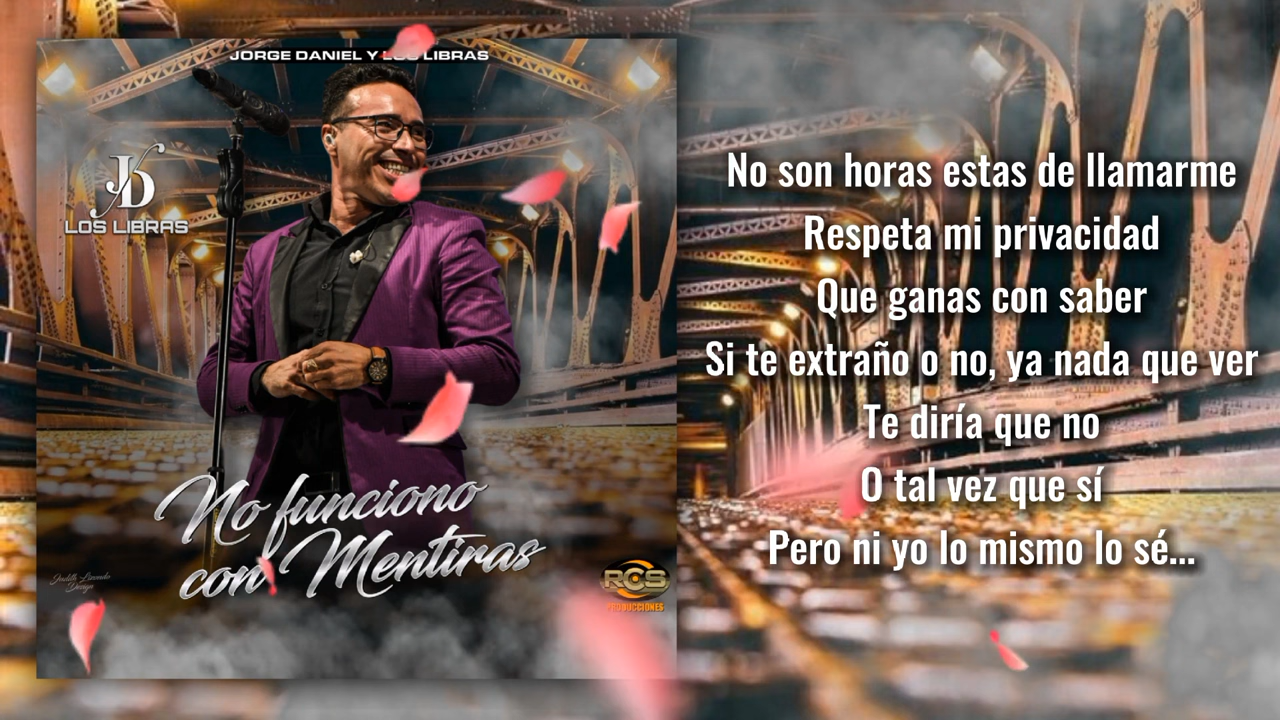 JORGE DANIEL Y LOS LIBRAS
JD
LOS LIBRAS
No funciono
con Mentiras
Design
RCS
PRODUCCIONES
No son horas estas de llamarme
Respeta mi privacidad
Que ganas con saber
Si te extraño o no, ya nada que ver
Te diría que no
O tal vez que sí
Pero ni yo lo mismo lo sé...